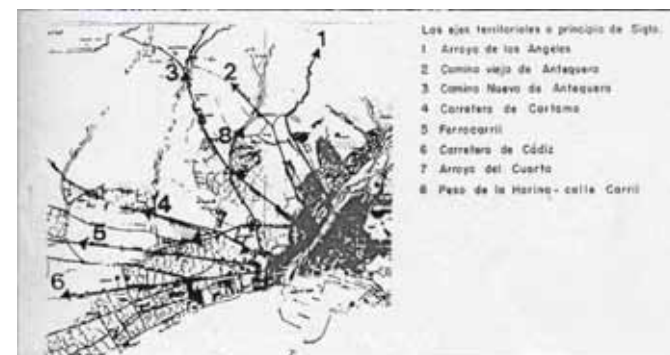 Los ejes territoriales a principio de Siglo.
1 Arroyo de los Angeles
2 Camino viejo de Antequera
3 Camino Nuevo de Antequera
4 Carretera de Cartama
5 Ferrocarril
6 Carretera de Cádiz
7 Arroyo del Cuarto
8 Peso de la Harina - calle Carril
1
2
3
8
4
7
5
6